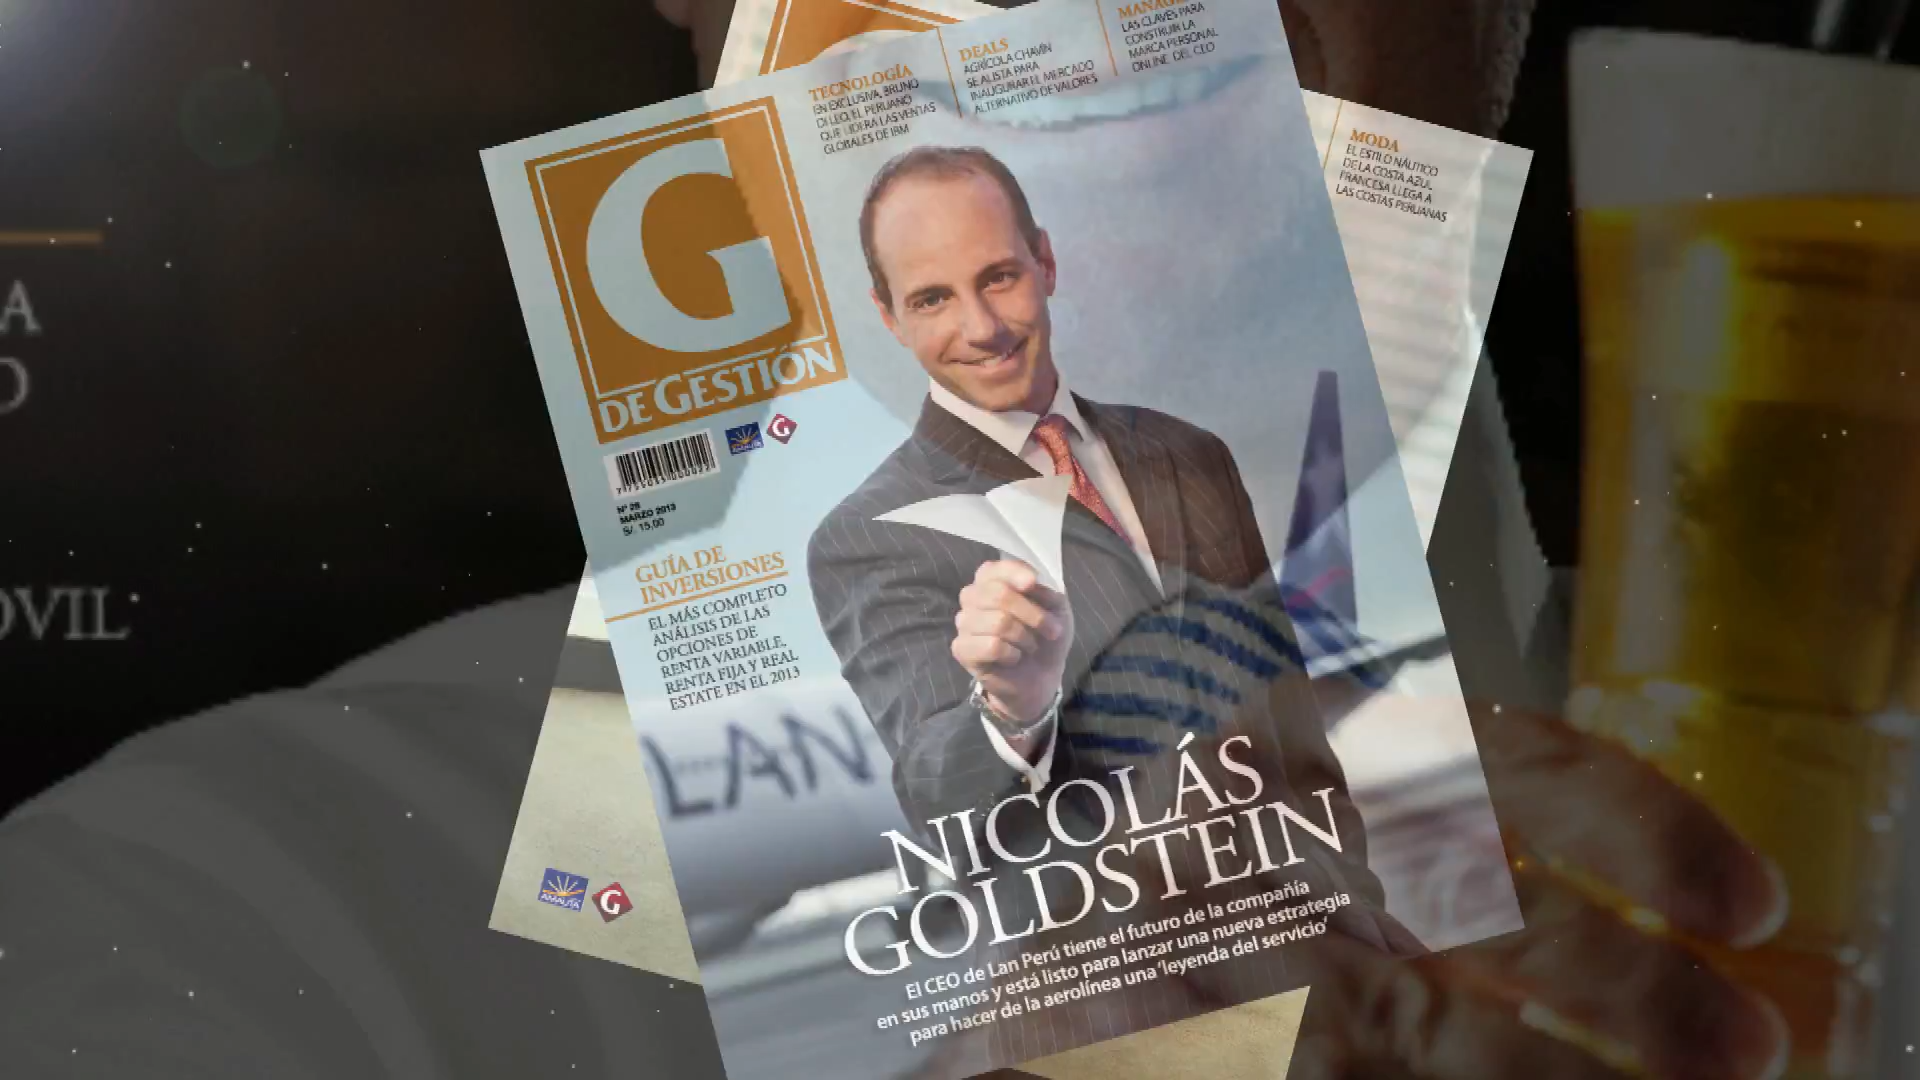 MANAG
LAS CLAVES PARA
CONSTRUIR LA
MARCA PERSONAL
ONLINE DEL CEO
DEALS
AGRÍCOLA CHAVÍN
SE ALISTA PARA
INAUGURAR EL MERCADO
ALTERNATIVO DE VALORES
TECNOLOGÍA
EN EXCLUSIVA, BRUNO
DI LEO, EL PERUANO
QUE LIDERA LAS VENTAS
GLOBALES DE IBM
MODA
EL ESTILO NÁUTICO
DE LA COSTA AZUL
FRANCESA LLEGA A
LAS COSTAS PERUANAS
G
DE GESTIÓN
G
MARZO 2013
S/. 15,00
GUÍA DE
INVERSIONES
EL MÁS COMPLETO
ANÁLISIS DE LAS
OPCIONES DE
RENTA VARIABLE,
RENTA FIJA Y REAL
ESTATE EN EL 2013
LAN
NICOLÁS
GOLDSTEIN
El CEO de Lan Perú tiene el futuro de la compañía
en sus manos y está listo para lanzar una nueva estrategia
para hacer de la aerolínea una 'leyenda del servicio'
AMAUTA
G
A
O
OVIL